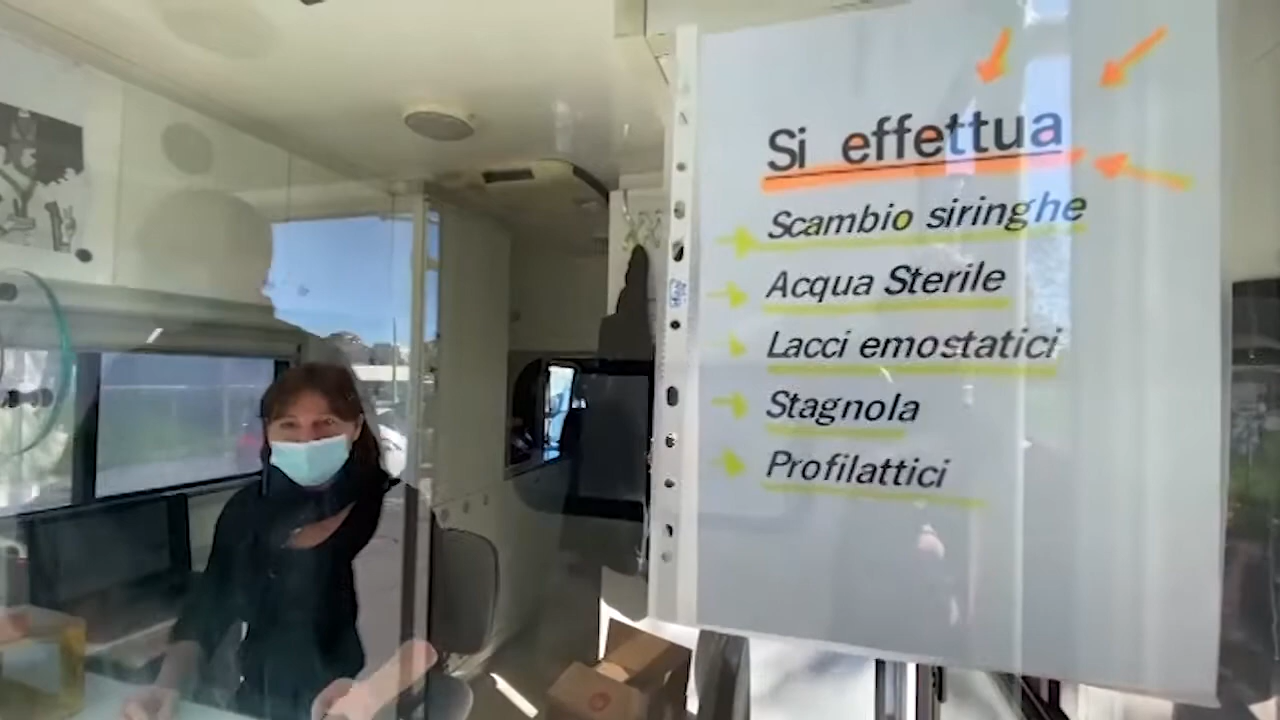 Si effettua
Scambio siringhe
Acqua Sterile
Lacci emostatici
Stagnola
Profilattici